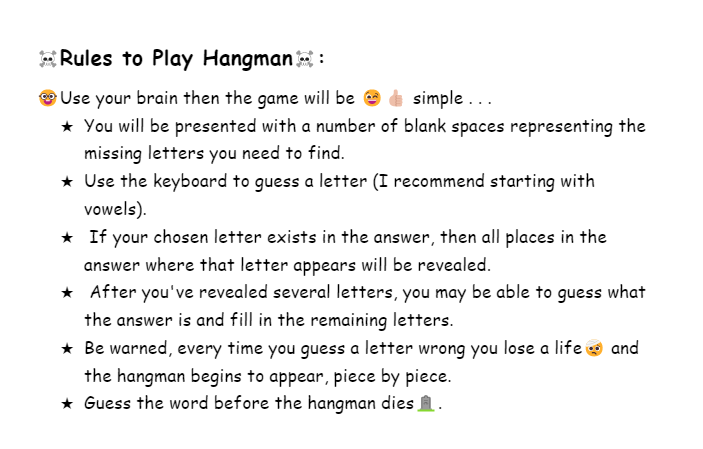 ☠Rules to Play Hangman☠:
🤓Use your brain then the game will be 😄 👍 simple . . .
★ You will be presented with a number of blank spaces representing the
missing letters you need to find.
★ Use the keyboard to guess a letter (I recommend starting with
vowels).
★ If your chosen letter exists in the answer, then all places in the
answer where that letter appears will be revealed.
★ After you've revealed several letters, you may be able to guess what
the answer is and fill in the remaining letters.
★ Be warned, every time you guess a letter wrong you lose a life🤕 and
the hangman begins to appear, piece by piece.
★ Guess the word before the hangman dies🪦.